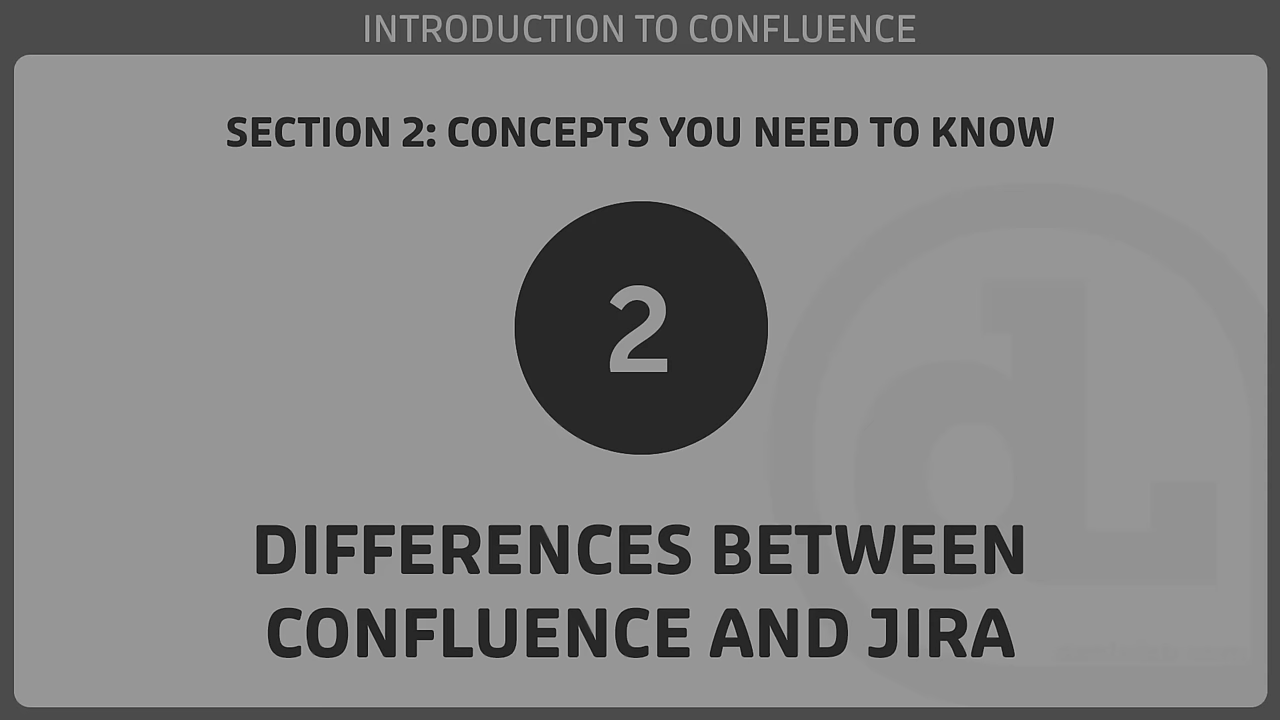 INTRODUCTION TO CONFLUENCE
SECTION 2: CONCEPTS YOU NEED TO KNOW
2
DIFFERENCES BETWEEN
CONFLUENCE AND JIRA